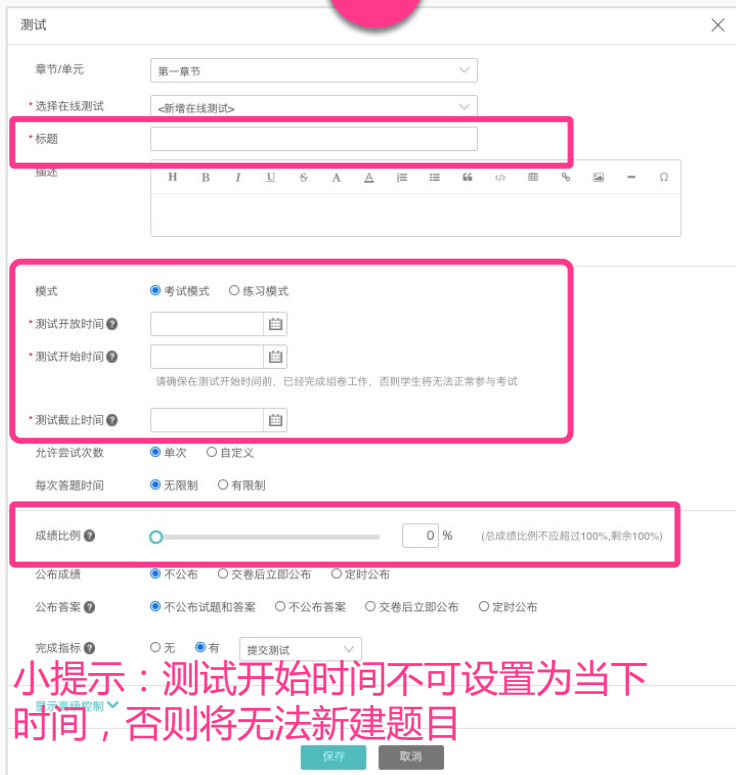 测试
章节/单元 第一章节
*选择在线测试 <新增在线测试>
*标题
描述 H B I U S A A </> Ω
模式 考试模式 练习模式
*测试开放时间 ?
*测试开始时间 ?
请确保在测试开始时间前，已经完成组卷工作，否则学生将无法正常参与考试
*测试截止时间 ?
允许尝试次数 单次 自定义
每次答题时间 无限制 有限制
成绩比例 ? 0 % (总成绩比例不应超过100%,剩余100%)
公布成绩 不公布 交卷后立即公布 定时公布
公布答案 ? 不公布试题和答案 不公布答案 交卷后立即公布 定时公布
完成指标 ? 无 有 提交测试
小提示：测试开始时间不可设置为当下
显示高级控制
时间，否则将无法新建题目
保存 取消